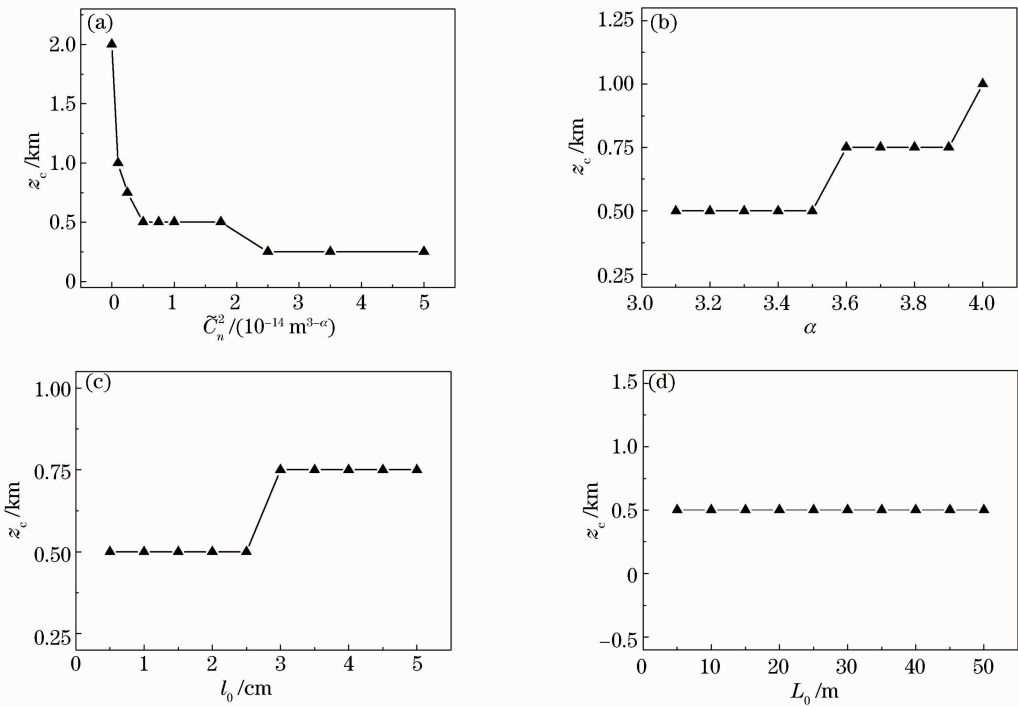 (a)
2.0
1.5
1.0
0.5
0
z_c/km
0 1 2 3 4 5
C̃_n^2/(10^{-14} m^{3-α})
(b)
1.25
1.00
0.75
0.50
0.25
z_c/km
3.0 3.2 3.4 3.6 3.8 4.0
α
(c)
1.00
0.75
0.50
0.25
z_c/km
0 1 2 3 4 5
l_0/cm
(d)
1.5
1.0
0.5
0
-0.5
z_c/km
0 10 20 30 40 50
L_0/m